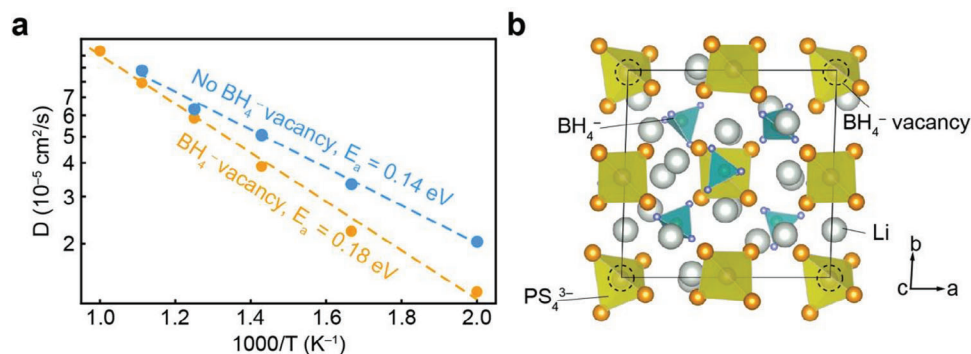 a
b
7
6
5
4
3
2
D (10⁻⁵ cm²/s)
No BH₄⁻ vacancy, Eₐ = 0.14 eV
BH₄⁻ vacancy, Eₐ = 0.18 eV
1.0 1.2 1.4 1.6 1.8 2.0
1000/T (K⁻¹)
BH₄⁻
BH₄⁻ vacancy
Li
PS₄³⁻
b
c a